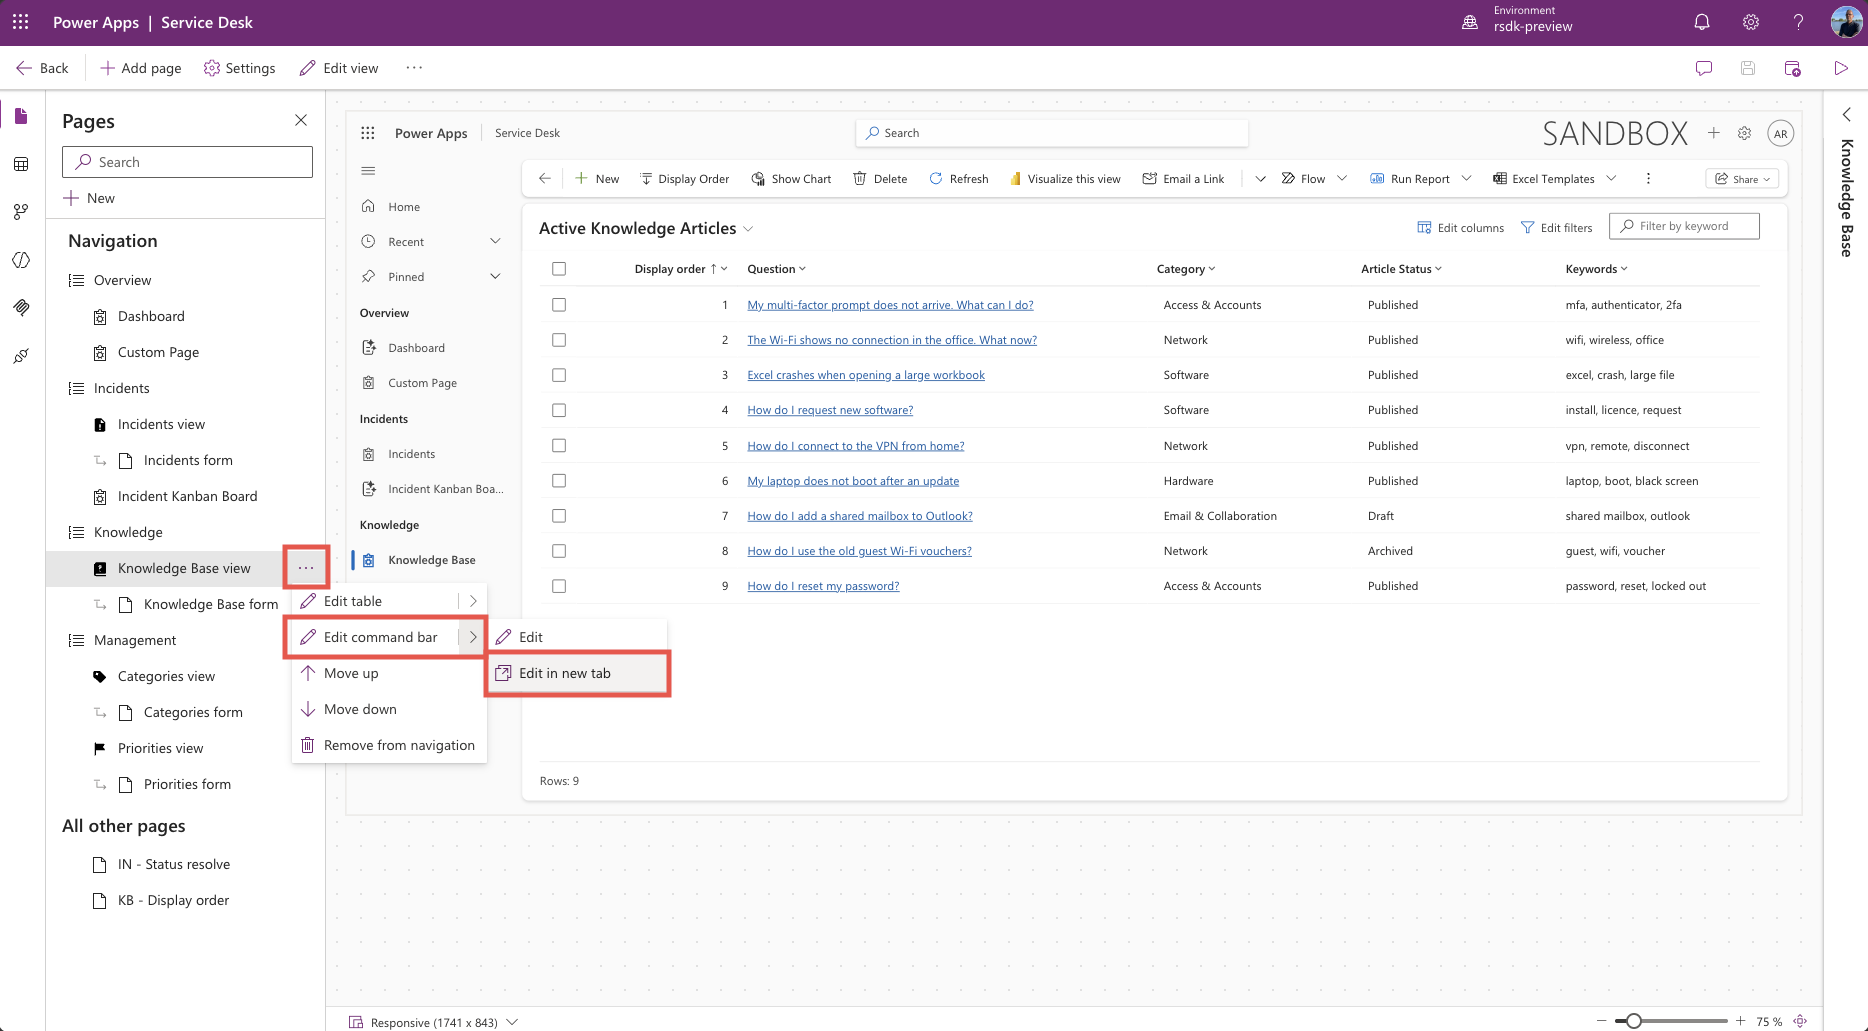 Power Apps | Service Desk
Environment
rsdk-preview
Back
Add page
Settings
Edit view
Pages
Search
New
Navigation
Overview
Dashboard
Custom Page
Incidents
Incidents view
Incidents form
Incident Kanban Board
Knowledge
Knowledge Base view
Knowledge Base form
Management
Categories view
Categories form
Priorities view
Priorities form
All other pages
IN - Status resolve
KB - Display order
Edit table
Edit command bar
Move up
Move down
Remove from navigation
Edit
Edit in new tab
Power Apps
Service Desk
Search
SANDBOX
AR
Home
Recent
Pinned
Overview
Dashboard
Custom Page
Incidents
Incidents
Incident Kanban Boa...
Knowledge
Knowledge Base
New
Display Order
Show Chart
Delete
Refresh
Visualize this view
Email a Link
Flow
Run Report
Excel Templates
Share
Active Knowledge Articles
Edit columns
Edit filters
Filter by keyword
Display order Question Category Article Status Keywords
1 My multi-factor prompt does not arrive. What can I do? Access & Accounts Published mfa, authenticator, 2fa
2 The Wi-Fi shows no connection in the office. What now? Network Published wifi, wireless, office
3 Excel crashes when opening a large workbook Software Published excel, crash, large file
4 How do I request new software? Software Published install, licence, request
5 How do I connect to the VPN from home? Network Published vpn, remote, disconnect
6 My laptop does not boot after an update Hardware Published laptop, boot, black screen
7 How do I add a shared mailbox to Outlook? Email & Collaboration Draft shared mailbox, outlook
8 How do I use the old guest Wi-Fi vouchers? Network Archived guest, wifi, voucher
9 How do I reset my password? Access & Accounts Published password, reset, locked out
Rows: 9
Knowledge Base
Responsive (1741 x 843)
75 %